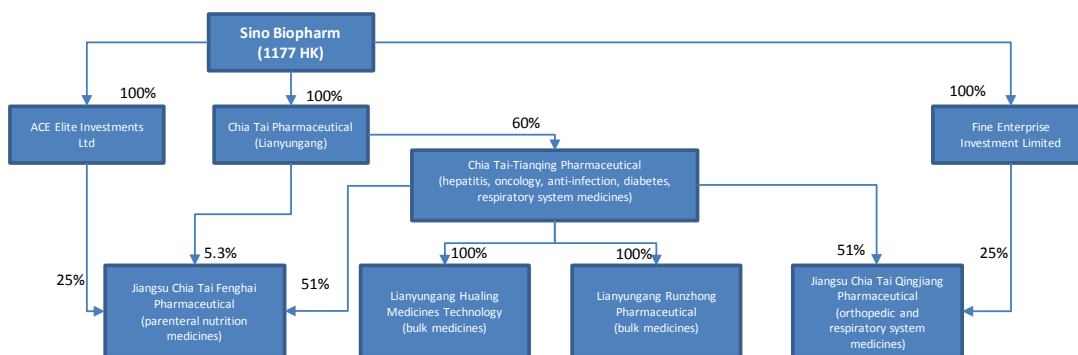 Sino Biopharm
(1177 HK)
100%
100%
100%
ACE Elite Investments
Ltd
Chia Tai Pharmaceutical
(Lianyungang)
60%
Fine Enterprise
Investment Limited
Chia Tai-Tianqing Pharmaceutical
(hepatitis, oncology, anti-infection, diabetes,
respiratory system medicines)
5.3%
25%
51%
100%
100%
51%
25%
Jiangsu Chia Tai Fenghai
Pharmaceutical
(parenteral nutrition
medicines)
Lianyungang Hualing
Medicines Technology
(bulk medicines)
Lianyungang Runzhong
Pharmaceutical
(bulk medicines)
Jiangsu Chia Tai Qingjiang
Pharmaceutical
(orthopedic and
respiratory system
medicines)